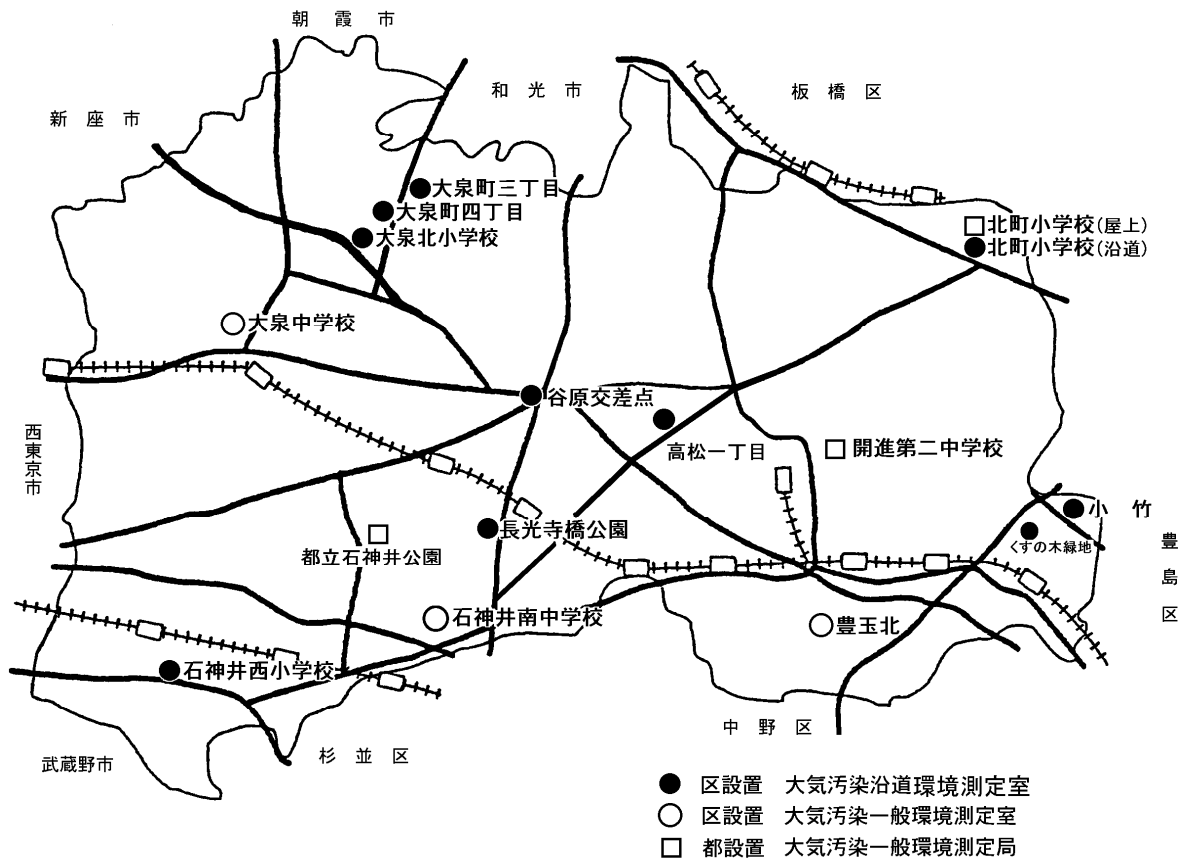 朝霞市
和光市
板橋区
新座市
大泉町三丁目
大泉町四丁目
大泉北小学校
北町小学校(屋上)
北町小学校(沿道)
大泉中学校
谷原交差点
西東京市
高松一丁目
開進第二中学校
小竹
長光寺橋公園
くすの木緑地
都立石神井公園
豊島区
石神井南中学校
豊玉北
石神井西小学校
中野区
杉並区
武蔵野市
区設置 大気汚染沿道環境測定室
区設置 大気汚染一般環境測定室
都設置 大気汚染一般環境測定局